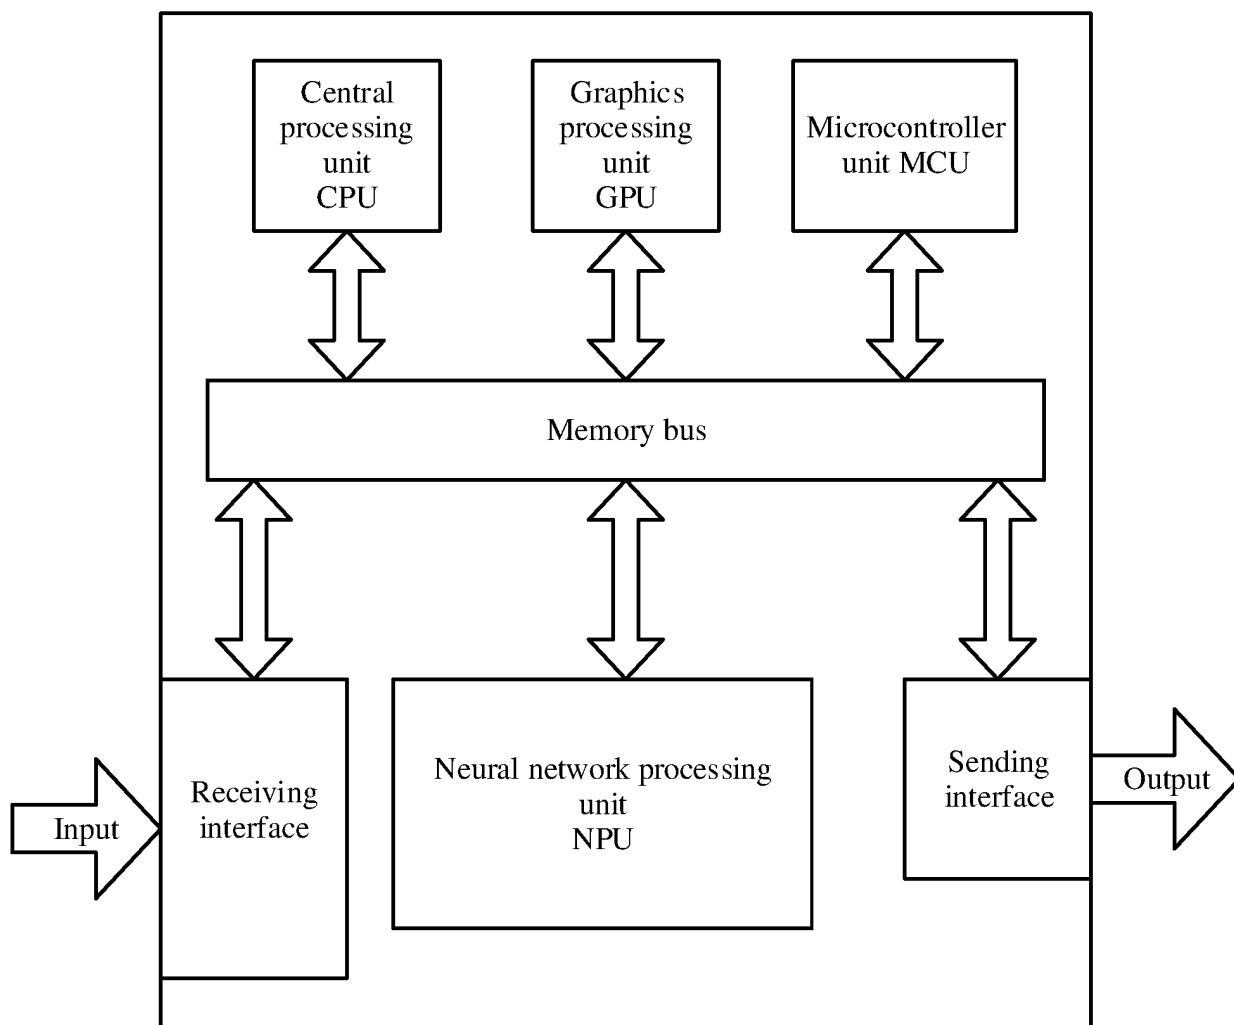 Central
processing
unit
CPU
Graphics
processing
unit
GPU
Microcontroller
unit MCU
Memory bus
Input
Receiving
interface
Neural network processing
unit
NPU
Sending
interface
Output